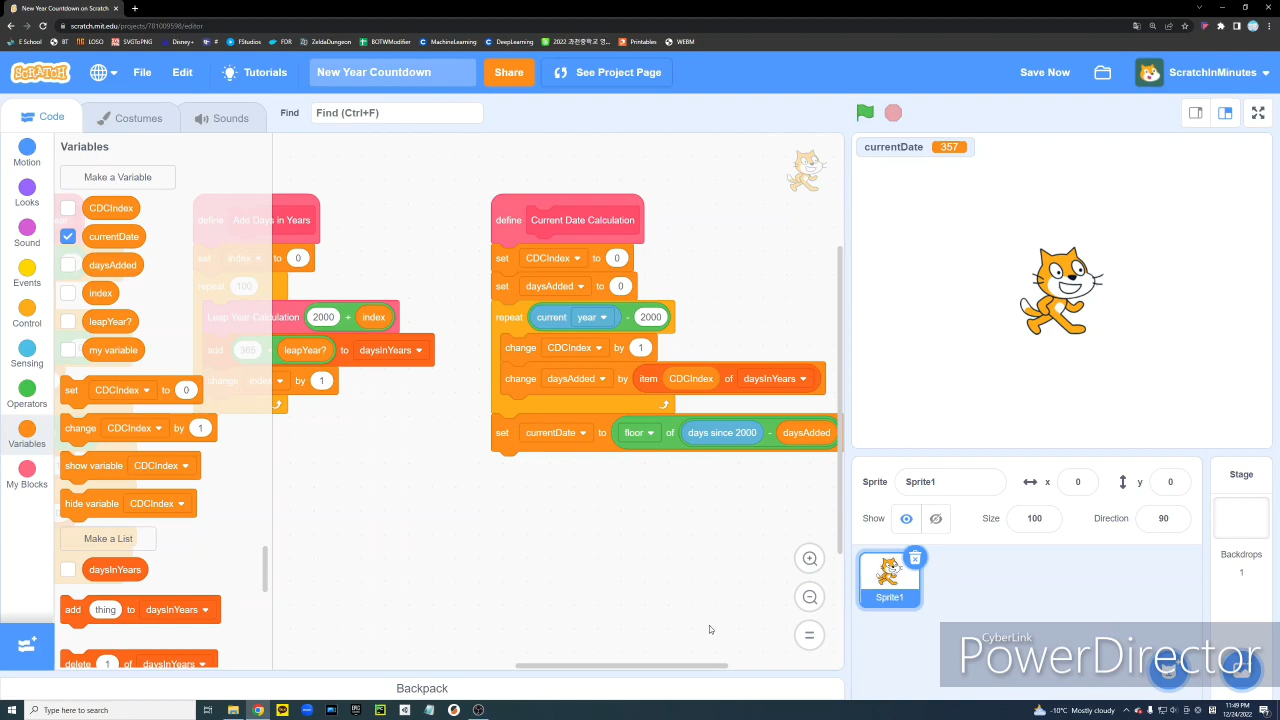 New Year Countdown on Scratch
scratch.mit.edu/projects/781009598/editor
E School
BT
LOSO
SVGToPNG
Disney+
#
FStudios
FDR
ZeldaDungeon
BOTWModifier
MachineLearning
DeepLearning
2022 과천중학교 영...
Printables
WEBM
SCRATCH
File
Edit
Tutorials
New Year Countdown
Share
See Project Page
Save Now
ScratchInMinutes
Code
Costumes
Sounds
Find
Find (Ctrl+F)
Motion
Looks
Sound
Events
Control
Sensing
Operators
Variables
My Blocks
Variables
Make a Variable
CDCIndex
currentDate
daysAdded
index
leapYear?
my variable
set CDCIndex to 0
change CDCIndex by 1
show variable CDCIndex
hide variable CDCIndex
Make a List
daysInYears
add thing to daysInYears
delete 1 of daysInYears
define Add Days in Years
set index to 0
repeat 100
Leap Year Calculation 2000 + index
add 365 + leapYear? to daysInYears
change index by 1
define Current Date Calculation
set CDCIndex to 0
set daysAdded to 0
repeat current year - 2000
change CDCIndex by 1
change daysAdded by item CDCIndex of daysInYears
set currentDate to floor of days since 2000 - daysAdded
currentDate 357
Sprite Sprite1 x 0 y 0
Show Size 100 Direction 90
Sprite1
Stage
Backdrops
1
Backpack
CyberLink
PowerDirector
Type here to search
-10°C Mostly cloudy
11:49 PM
12/24/2022